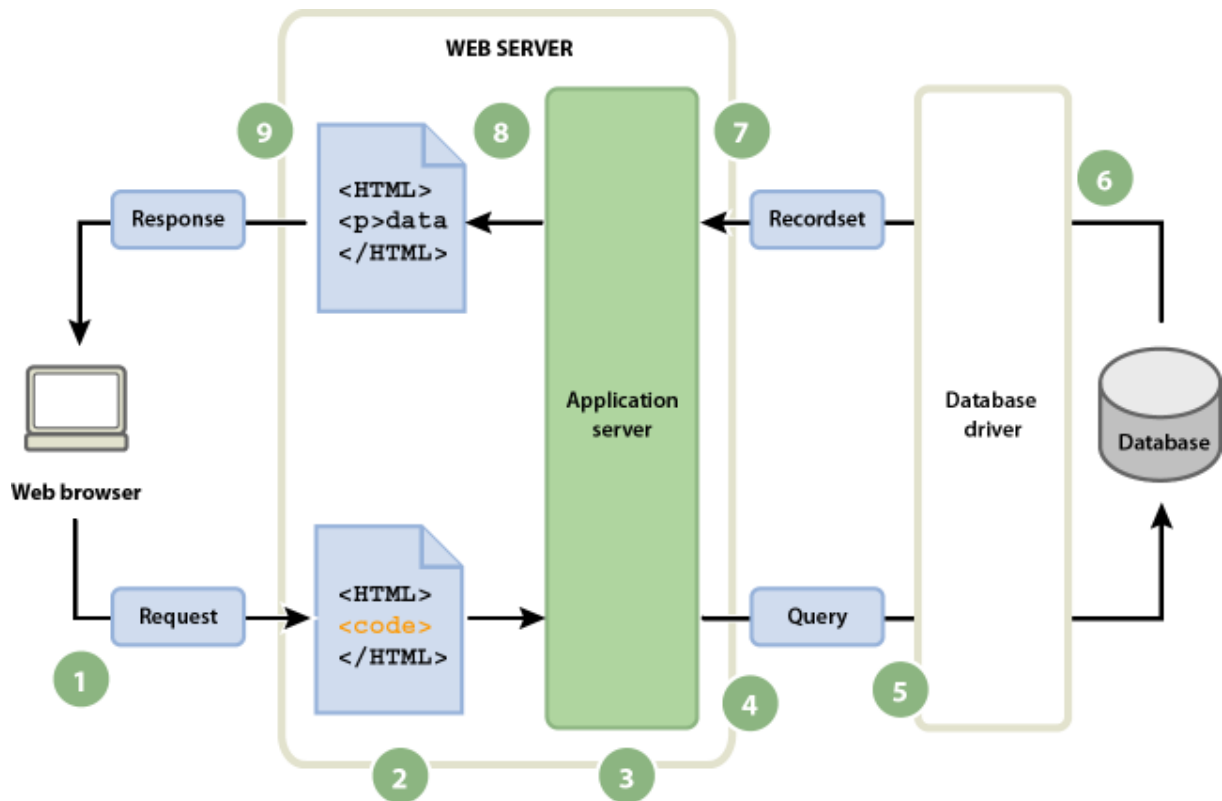 WEB SERVER
9
8
7
6
<HTML>
<p>data
</HTML>
Response
Recordset
Application
server
Database
driver
Database
Web browser
<HTML>
<code>
</HTML>
Request
Query
1
2
3
4
5